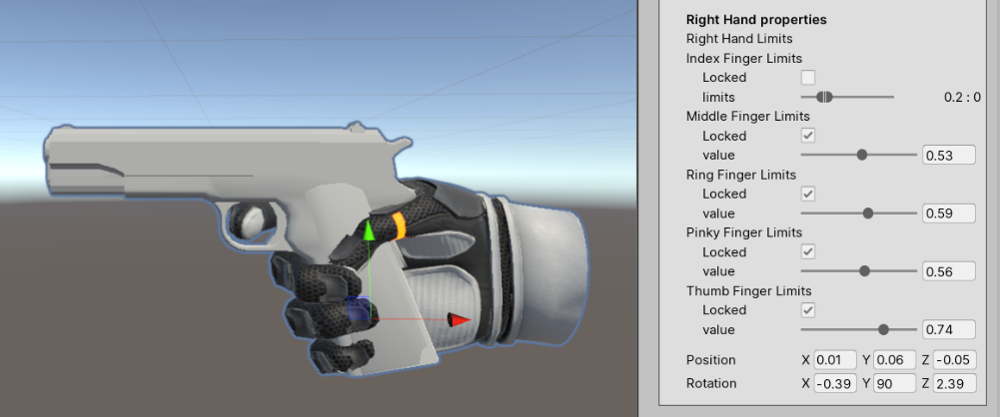 Right Hand properties
Right Hand Limits
Index Finger Limits
Locked
limits 0.2 : 0
Middle Finger Limits
Locked
value 0.53
Ring Finger Limits
Locked
value 0.59
Pinky Finger Limits
Locked
value 0.56
Thumb Finger Limits
Locked
value 0.74
Position X 0.01 Y 0.06 Z -0.05
Rotation X -0.39 Y 90 Z 2.39